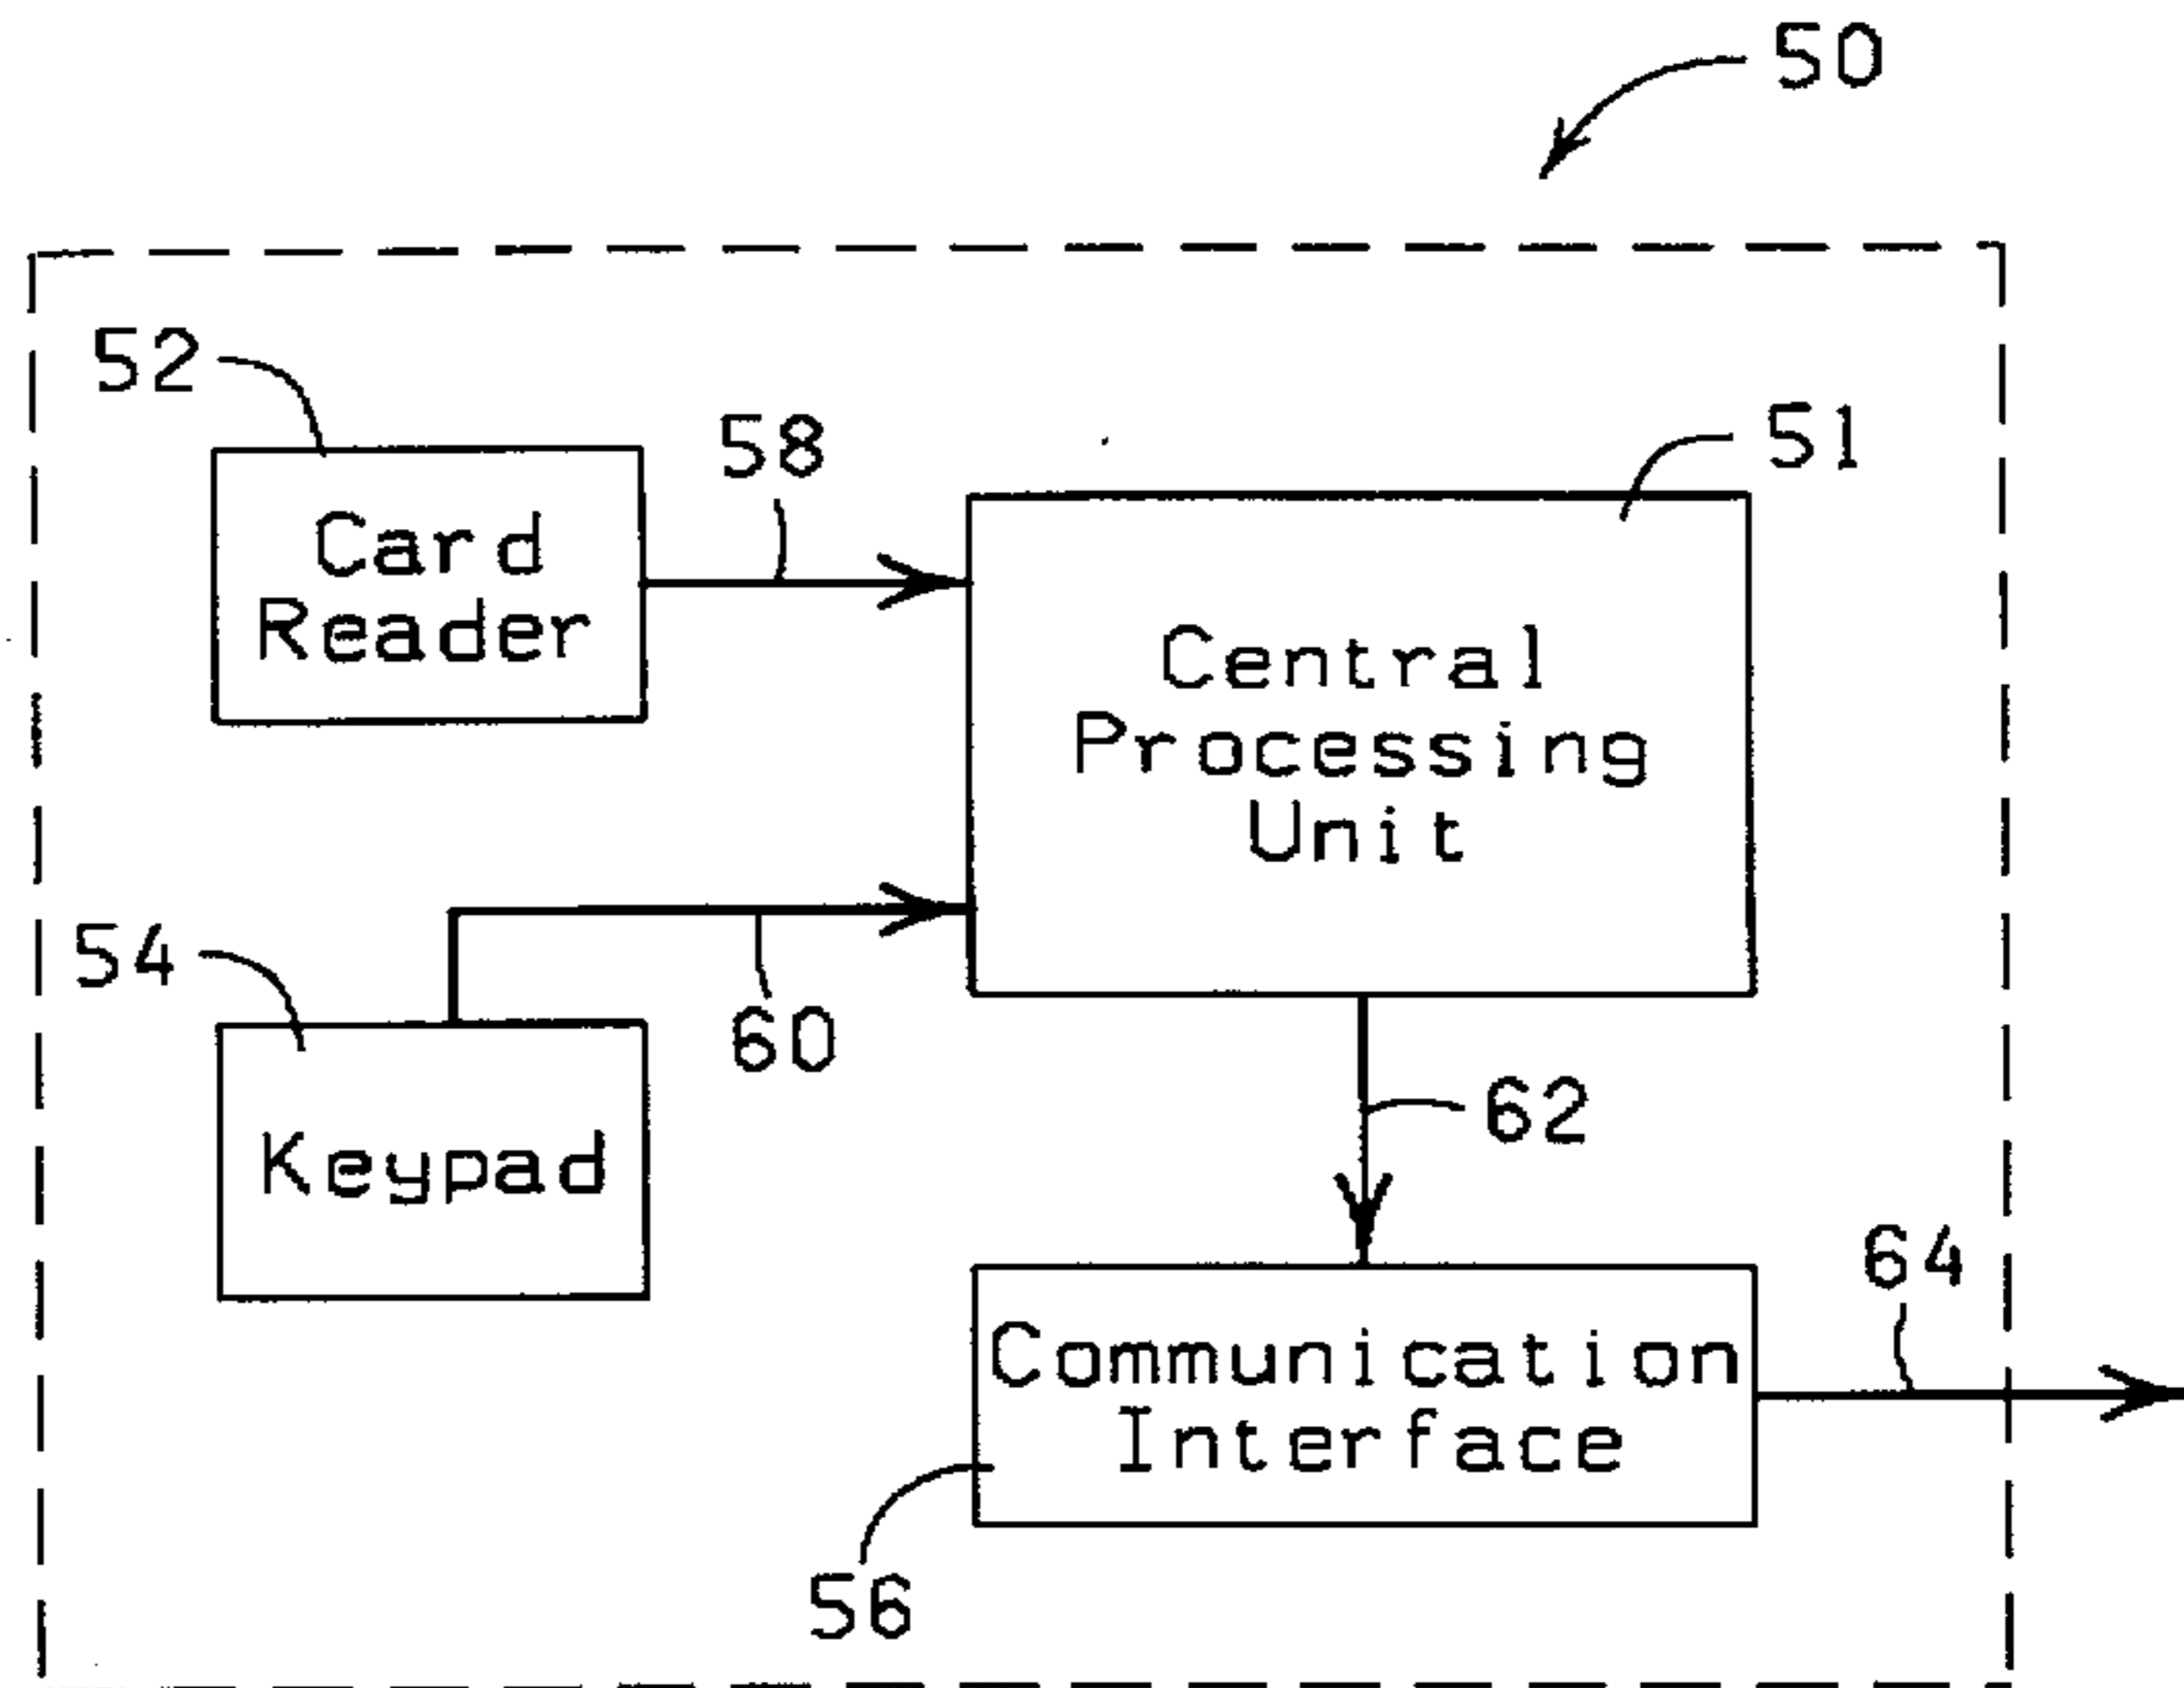 50
52
58
51
Card
Reader
Central
Processing
Unit
54
60
Keypad
62
64
Communication
Interface
56